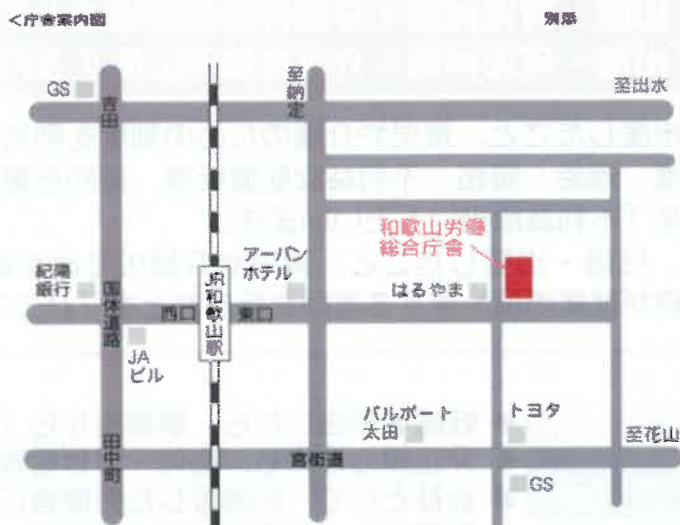 <庁舎案内図
別添
GS
至納定
至出水
吉田
和歌山労働
総合庁舎
アーバン
ホテル
紀陽
銀行
はるやま
国体道路
西口
JR和歌山駅
東口
JA
ビル
パルポート
太田
トヨタ
至花山
田中町
宮街道
GS